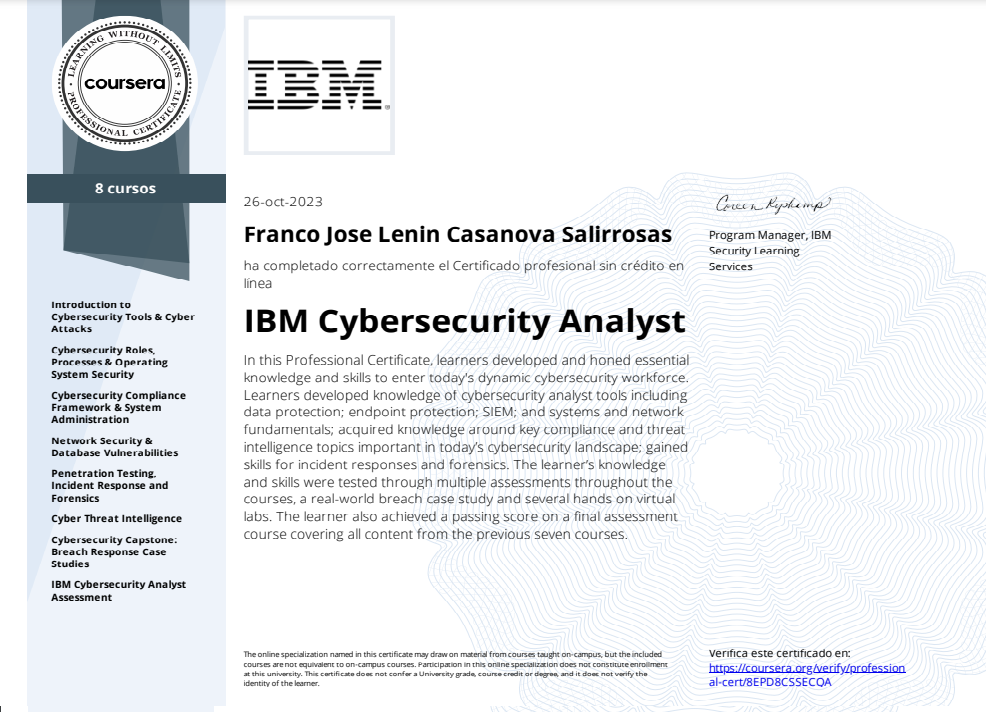 LEARNING WITHOUT LIMITS
coursera
PROFESSIONAL CERTIFICATE
IBM
8 cursos
Introduction to
Cybersecurity Tools & Cyber
Attacks
Cybersecurity Roles,
Processes & Operating
System Security
Cybersecurity Compliance
Framework & System
Administration
Network Security &
Database Vulnerabilities
Penetration Testing,
Incident Response and
Forensics
Cyber Threat Intelligence
Cybersecurity Capstone:
Breach Response Case
Studies
IBM Cybersecurity Analyst
Assessment
26-oct-2023
Franco Jose Lenin Casanova Salirrosas
ha completado correctamente el Certificado profesional sin crédito en
línea
IBM Cybersecurity Analyst
In this Professional Certificate, learners developed and honed essential
knowledge and skills to enter today's dynamic cybersecurity workforce.
Learners developed knowledge of cybersecurity analyst tools including
data protection; endpoint protection; SIEM; and systems and network
fundamentals; acquired knowledge around key compliance and threat
intelligence topics important in today's cybersecurity landscape; gained
skills for incident responses and forensics. The learner's knowledge
and skills were tested through multiple assessments throughout the
courses, a real-world breach case study and several hands on virtual
labs. The learner also achieved a passing score on a final assessment
course covering all content from the previous seven courses.
Program Manager, IBM
Security Learning
Services
The online specialization named in this certificate may draw on material from courses taught on-campus, but the included
courses are not equivalent to on-campus courses. Participation in this online specialization does not constitute enrollment
at this university. This certificate does not confer a University grade, course credit or degree, and it does not verify the
identity of the learner.
Verifica este certificado en:
https://coursera.org/verify/profession
al-cert/8EPD8CSSECQA